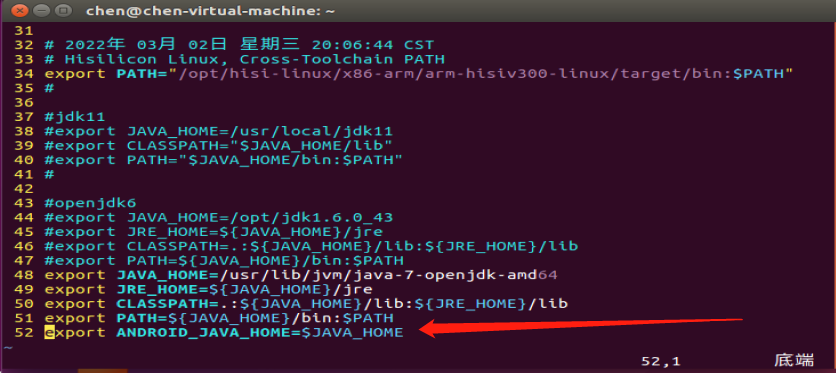 chen@chen-virtual-machine: ~
31
32 # 2022年 03月 02日 星期三 20:06:44 CST
33 # Hisilicon Linux, Cross-Toolchain PATH
34 export PATH="/opt/hisi-linux/x86-arm/arm-hisiv300-linux/target/bin:$PATH"
35 #
36
37 #jdk11
38 #export JAVA_HOME=/usr/local/jdk11
39 #export CLASSPATH="$JAVA_HOME/lib"
40 #export PATH="$JAVA_HOME/bin:$PATH"
41 #
42
43 #openjdk6
44 #export JAVA_HOME=/opt/jdk1.6.0_43
45 #export JRE_HOME=${JAVA_HOME}/jre
46 #export CLASSPATH=.:${JAVA_HOME}/lib:${JRE_HOME}/lib
47 #export PATH=${JAVA_HOME}/bin:$PATH
48 export JAVA_HOME=/usr/lib/jvm/java-7-openjdk-amd64
49 export JRE_HOME=${JAVA_HOME}/jre
50 export CLASSPATH=.:${JAVA_HOME}/lib:${JRE_HOME}/lib
51 export PATH=${JAVA_HOME}/bin:$PATH
52 export ANDROID_JAVA_HOME=$JAVA_HOME
~
52,1 底端